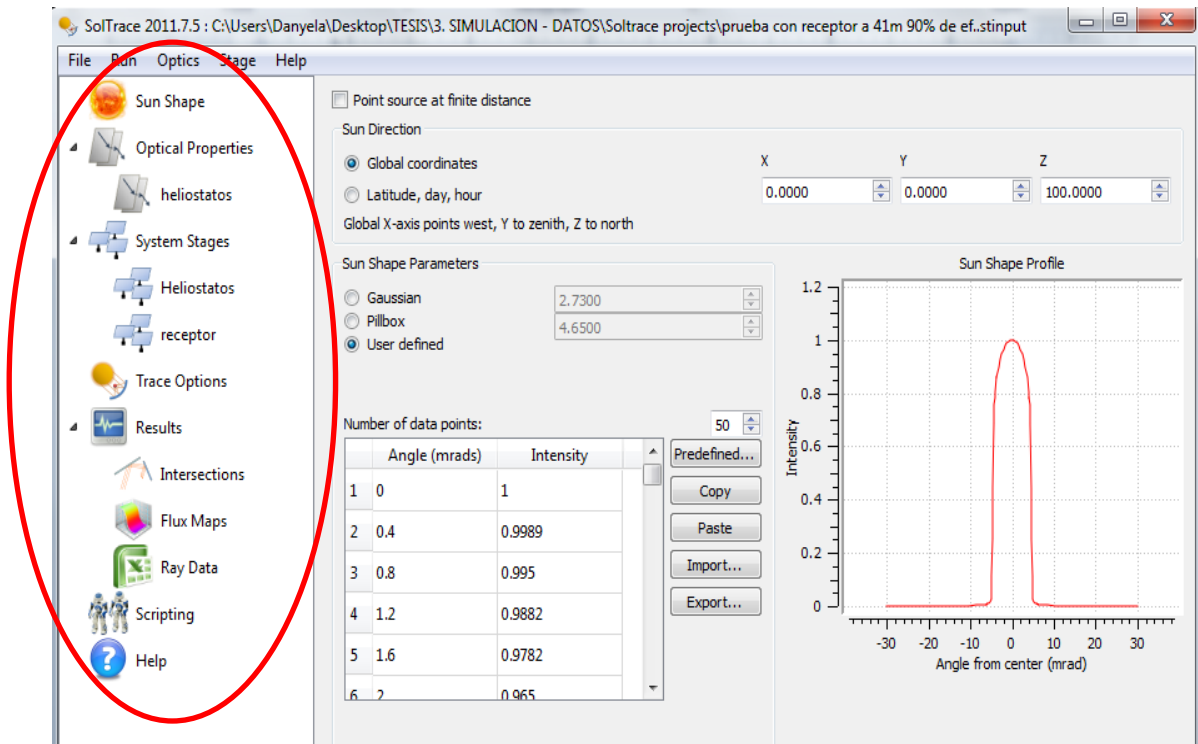 SolTrace 2011.7.5 : C:\Users\Danyela\Desktop\TESIS\3. SIMULACION - DATOS\Soltrace projects\prueba con receptor a 41m 90% de ef..stinput
File Run Optics Stage Help
Sun Shape
Optical Properties
heliostatos
System Stages
Heliostatos
receptor
Trace Options
Results
Intersections
Flux Maps
Ray Data
Scripting
Help
Point source at finite distance
Sun Direction
Global coordinates
Latitude, day, hour
X Y Z
0.0000 0.0000 100.0000
Global X-axis points west, Y to zenith, Z to north
Sun Shape Parameters
Gaussian 2.7300
Pillbox 4.6500
User defined
Number of data points: 50
Angle (mrads) Intensity
1 0 1
2 0.4 0.9989
3 0.8 0.995
4 1.2 0.9882
5 1.6 0.9782
6 2 0.965
Predefined...
Copy
Paste
Import...
Export...
Sun Shape Profile
Intensity
1.2
1
0.8
0.6
0.4
0.2
0
-30 -20 -10 0 10 20 30
Angle from center (mrad)